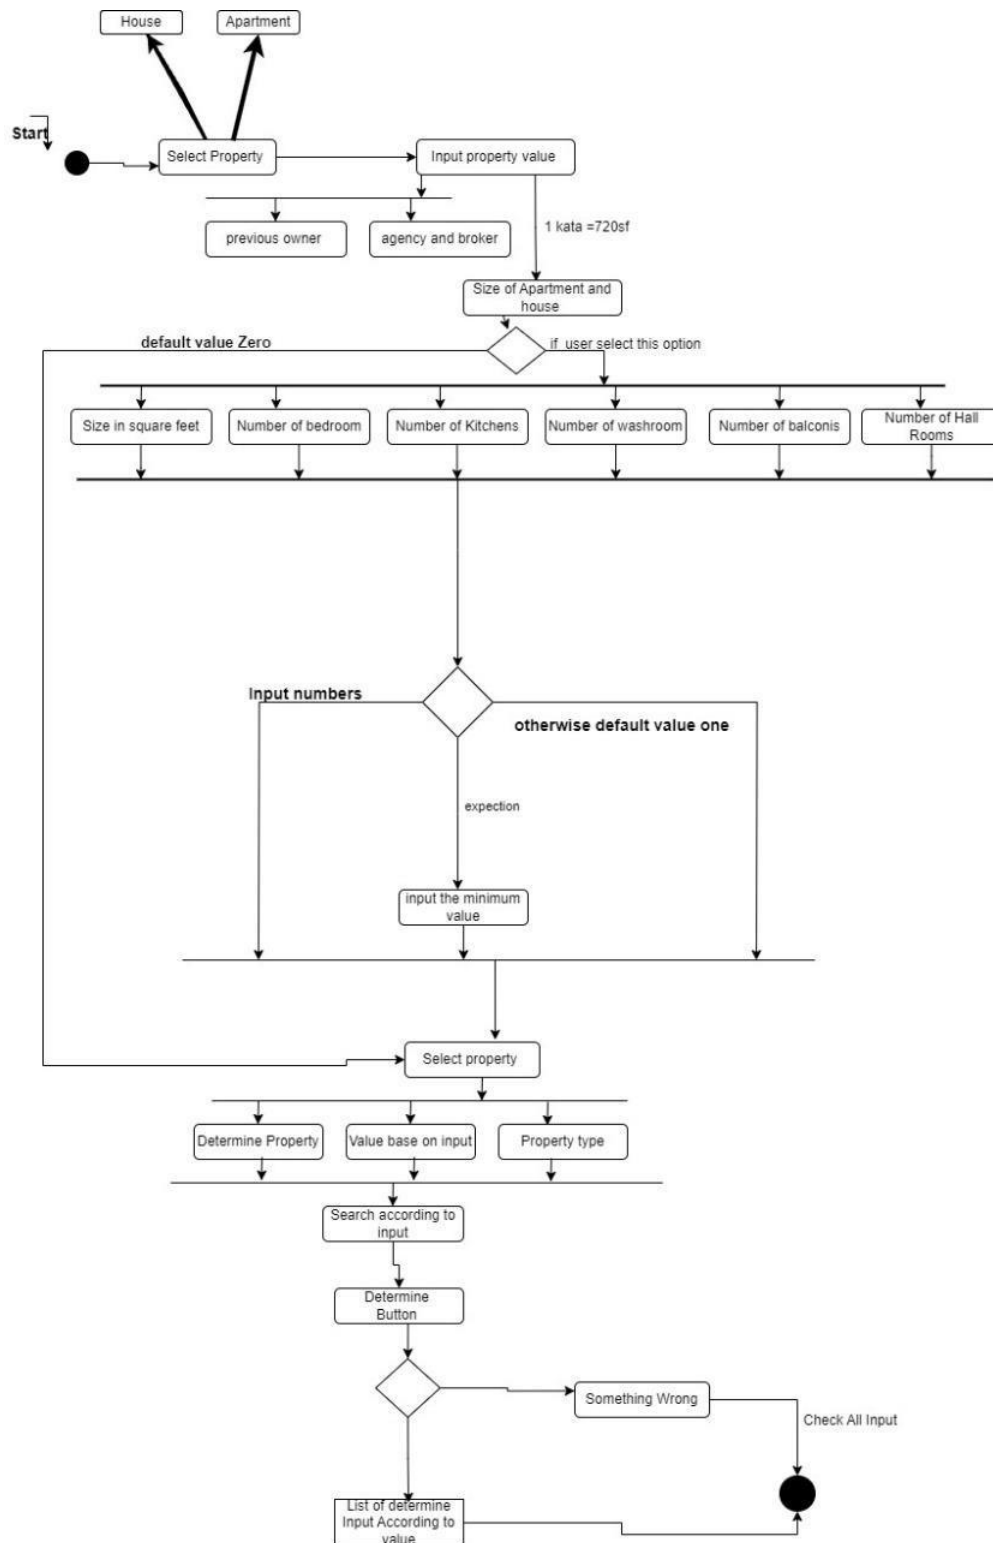 House
Apartment
Start
Select Property
Input property value
previous owner
agency and broker
1 kata =720sf
Size of Apartment and
house
default value Zero
if user select this option
Size in square feet
Number of bedroom
Number of Kitchens
Number of washroom
Number of balconis
Number of Hall
Rooms
Input numbers
otherwise default value one
expection
input the minimum
value
Select property
Determine Property
Value base on input
Property type
Search according to
input
Determine
Button
Something Wrong
Check All Input
List of determine
Input According to
value